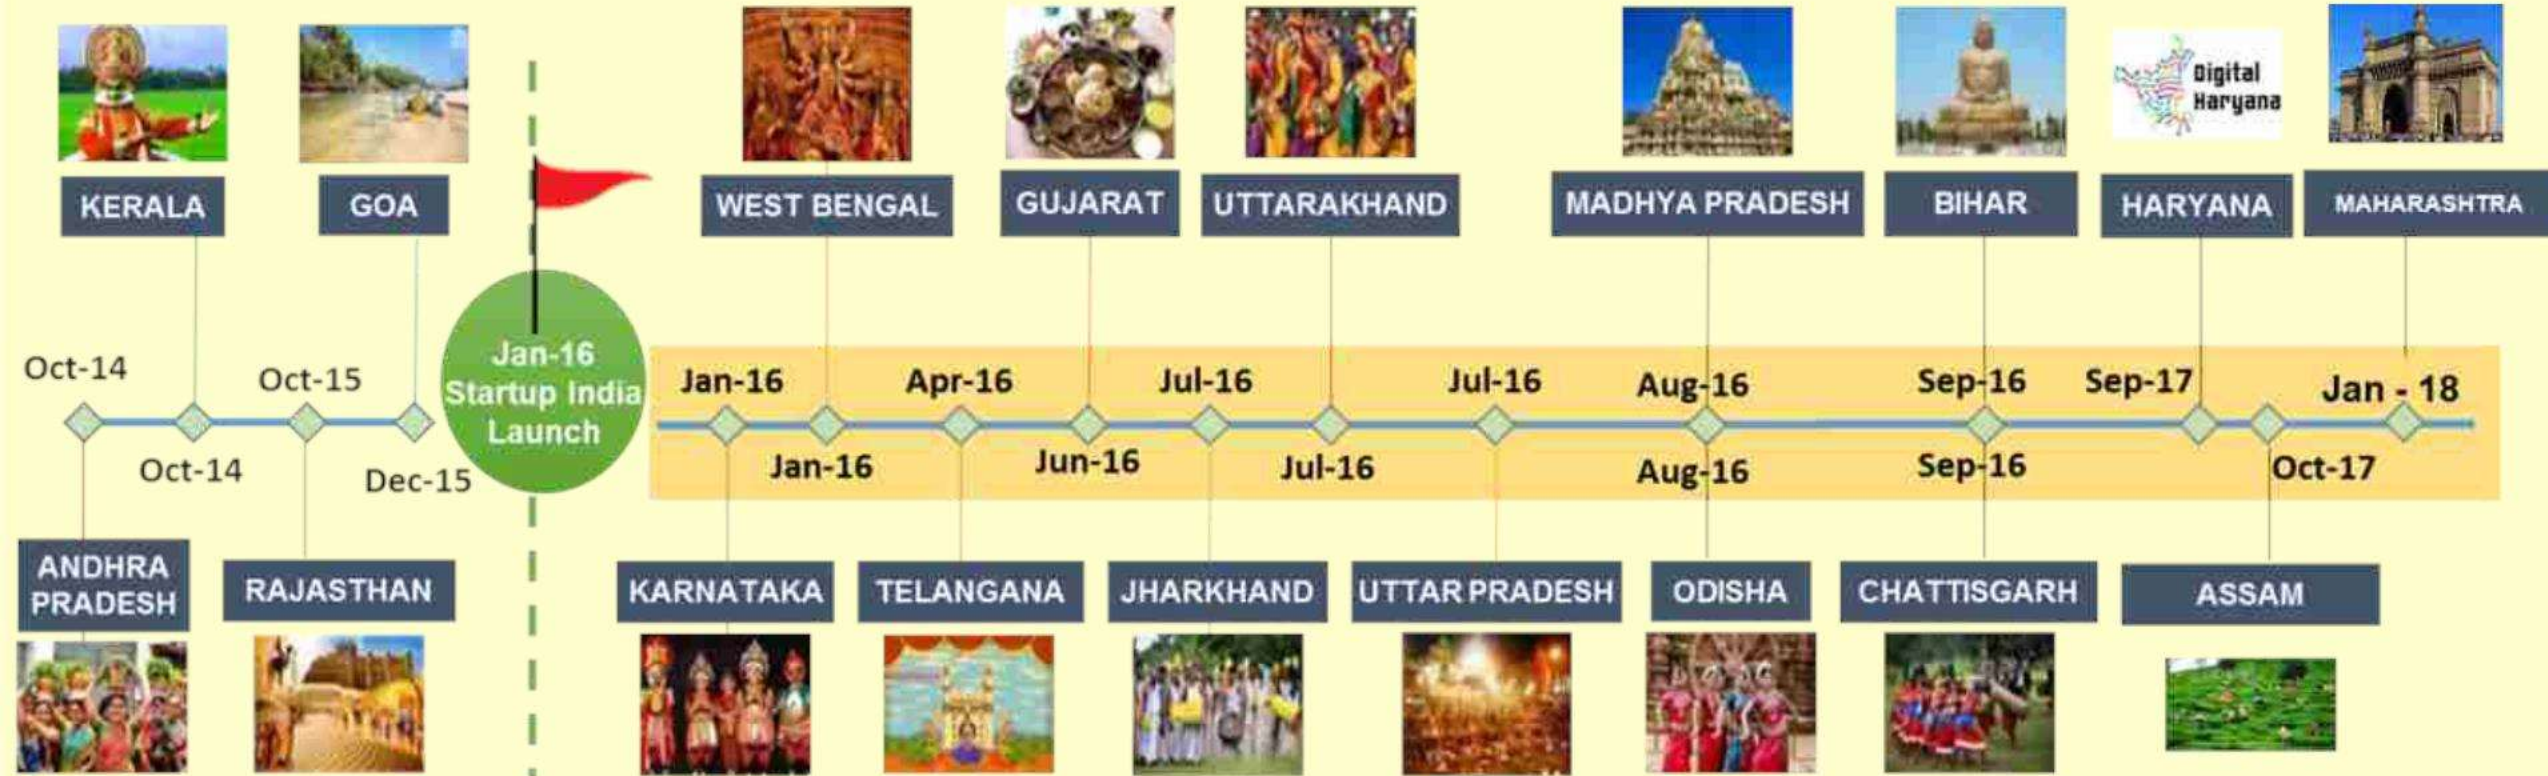 Digital
Haryana
KERALA
GOA
WEST BENGAL
GUJARAT
UTTARAKHAND
MADHYA PRADESH
BIHAR
HARYANA
MAHARASHTRA
Oct-14
Oct-15
Jan-16
Startup India
Launch
Jan-16
Apr-16
Jul-16
Jul-16
Aug-16
Sep-16
Sep-17
Jan - 18
Oct-14
Dec-15
Jan-16
Jun-16
Jul-16
Aug-16
Sep-16
Oct-17
ANDHRA
PRADESH
RAJASTHAN
KARNATAKA
TELANGANA
JHARKHAND
UTTAR PRADESH
ODISHA
CHATTISGARH
ASSAM